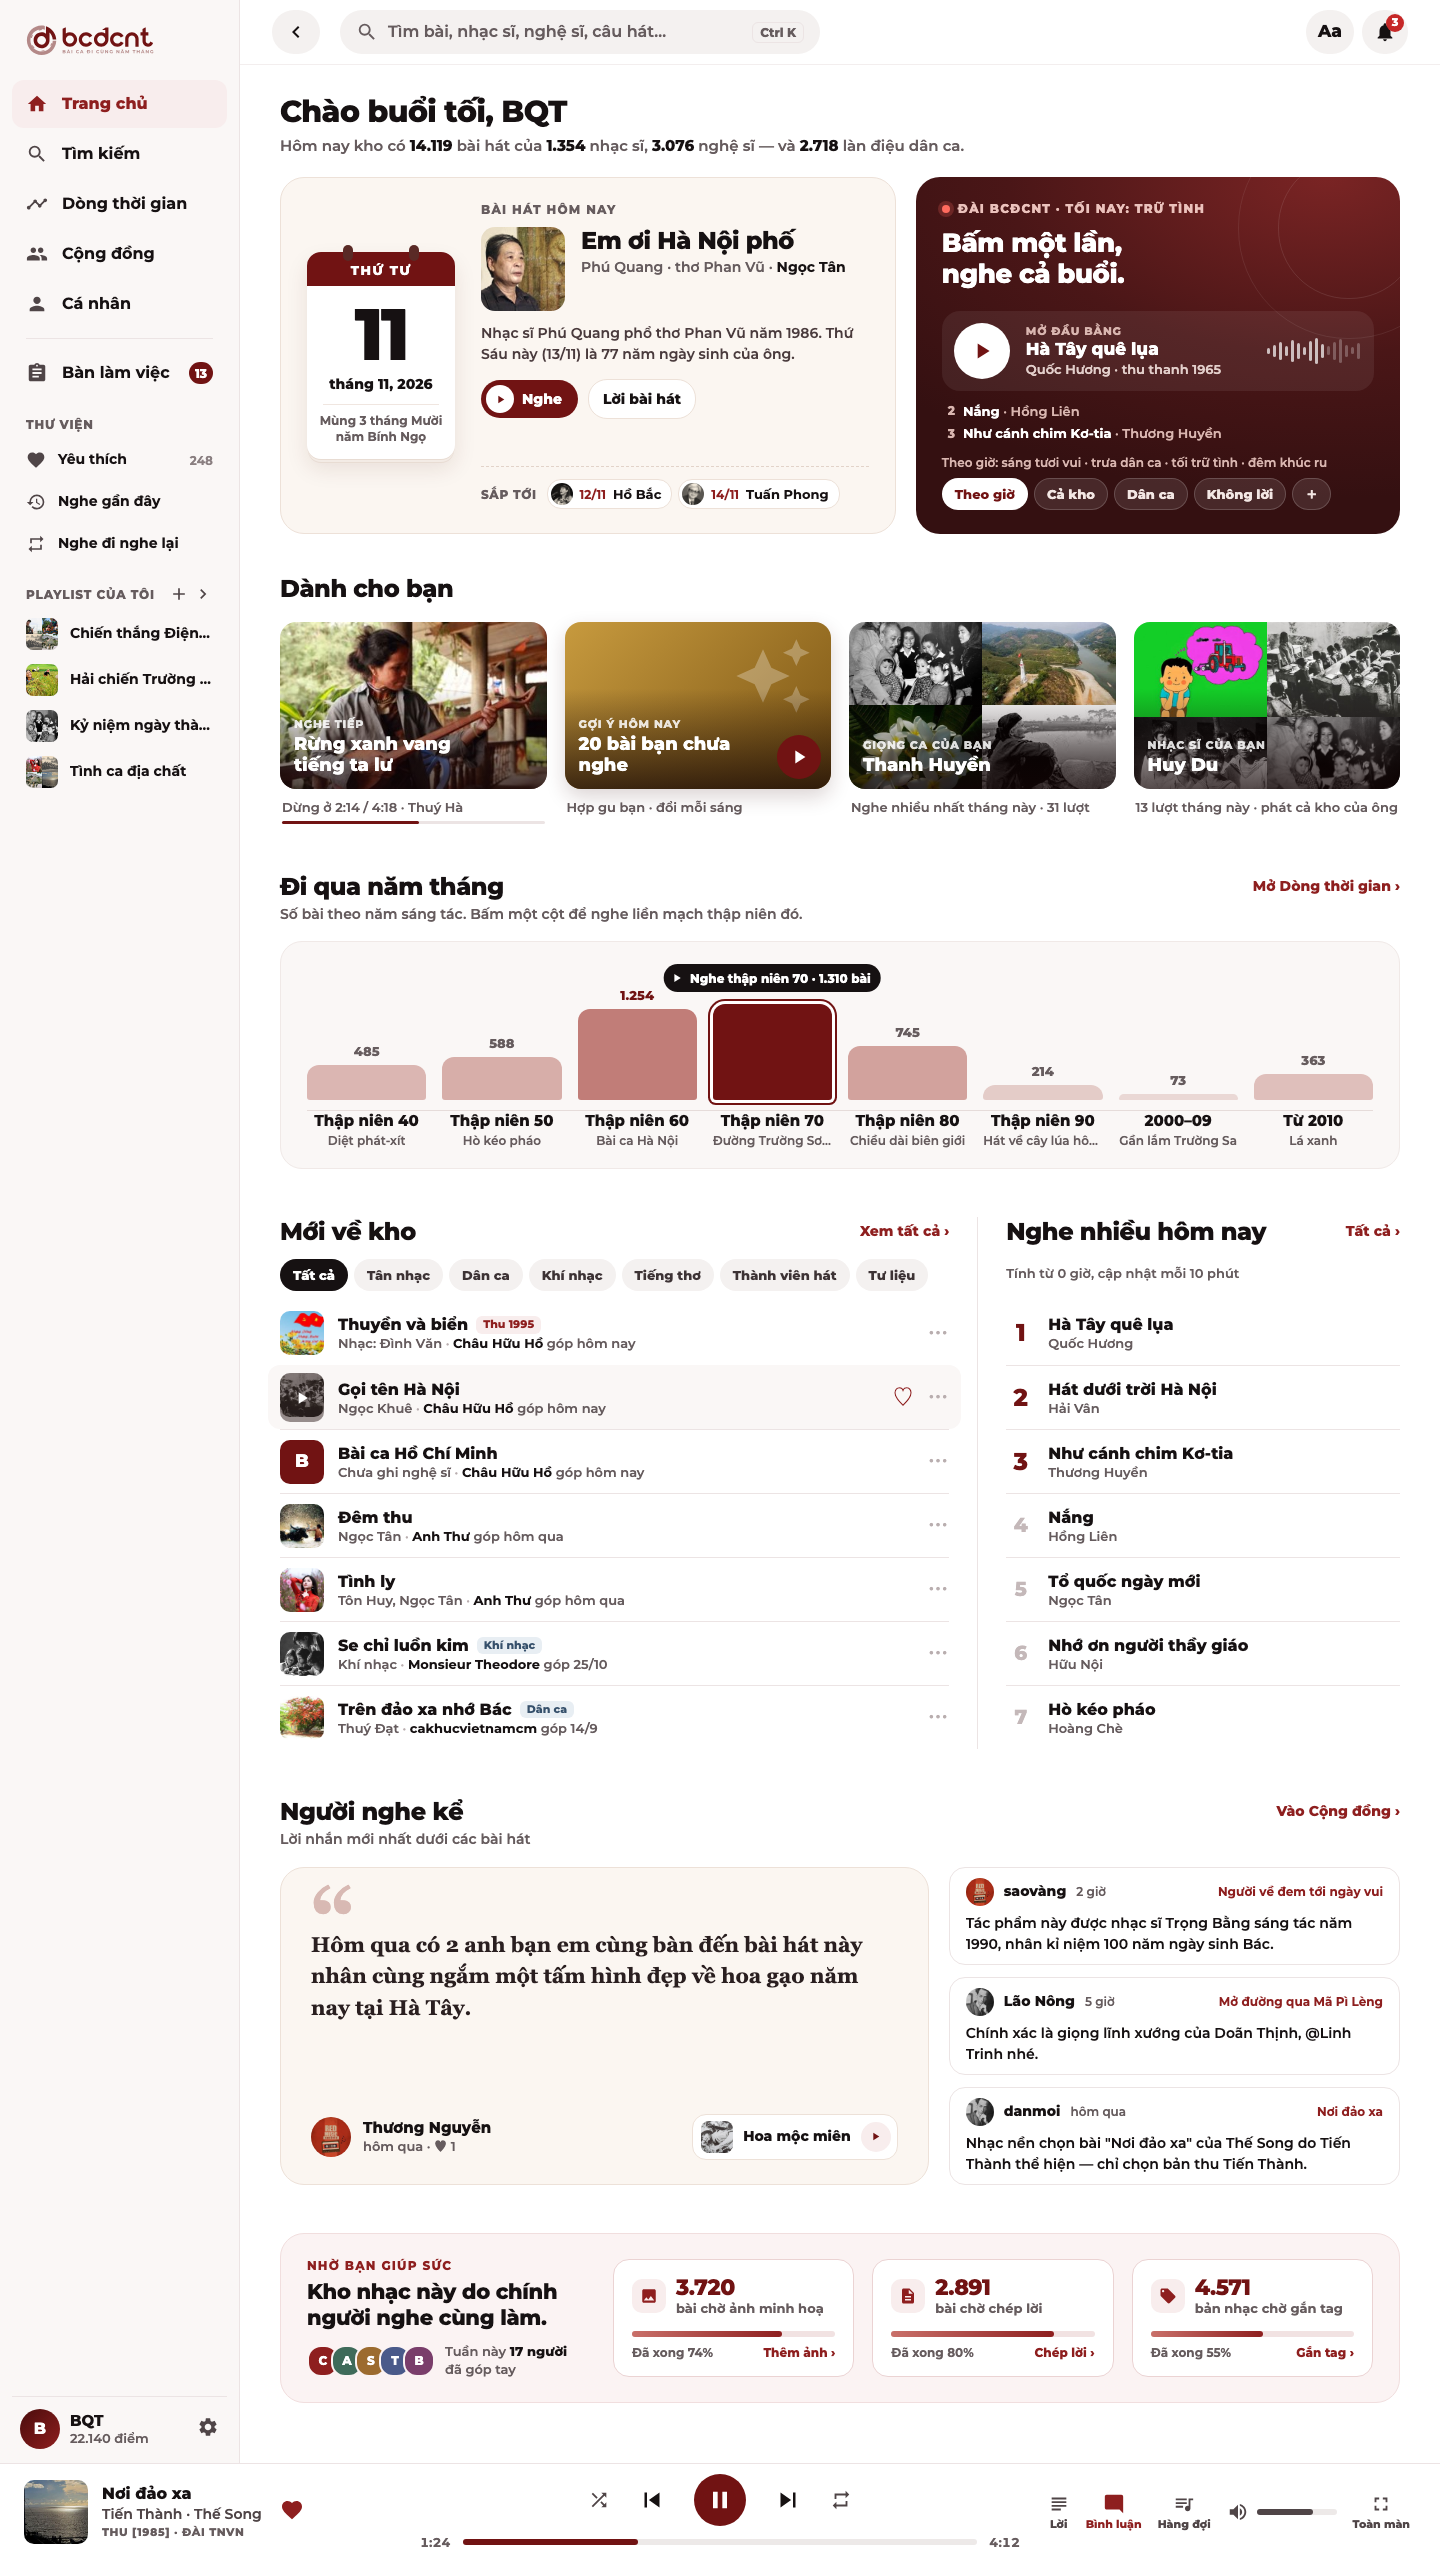 bcdcnt
BÀI CA ĐI CÙNG NĂM THÁNG
Trang chủ
Tìm kiếm
Dòng thời gian
Cộng đồng
Cá nhân
Bàn làm việc 13
THƯ VIỆN
Yêu thích 248
Nghe gần đây
Nghe đi nghe lại
PLAYLIST CỦA TÔI
Chiến thắng Điện...
Hải chiến Trường ...
Kỷ niệm ngày thà...
Tình ca địa chất
B
BQT
22.140 điểm
Tìm bài, nhạc sĩ, nghệ sĩ, câu hát...
Ctrl K
Aa
3
Chào buổi tối, BQT
Hôm nay kho có 14.119 bài hát của 1.354 nhạc sĩ, 3.076 nghệ sĩ — và 2.718 làn điệu dân ca.
THỨ TƯ
11
tháng 11, 2026
Mùng 3 tháng Mười
năm Bính Ngọ
BÀI HÁT HÔM NAY
Em ơi Hà Nội phố
Phú Quang · thơ Phan Vũ · Ngọc Tân
Nhạc sĩ Phú Quang phổ thơ Phan Vũ năm 1986. Thứ
Sáu này (13/11) là 77 năm ngày sinh của ông.
Nghe
Lời bài hát
SẮP TỚI
12/11 Hồ Bắc
14/11 Tuấn Phong
ĐÀI BCĐCNT · TỐI NAY: TRỮ TÌNH
Bấm một lần,
nghe cả buổi.
MỞ ĐẦU BẰNG
Hà Tây quê lụa
Quốc Hương · thu thanh 1965
2 Nắng · Hồng Liên
3 Như cánh chim Kơ-tia · Thương Huyền
Theo giờ: sáng tươi vui · trưa dân ca · tối trữ tình · đêm khúc ru
Theo giờ
Cả kho
Dân ca
Không lời
+
Dành cho bạn
NGHE TIẾP
Rừng xanh vang
tiếng ta lư
Dừng ở 2:14 / 4:18 · Thuý Hà
GỢI Ý HÔM NAY
20 bài bạn chưa
nghe
Hợp gu bạn · đổi mỗi sáng
GIỌNG CA CỦA BẠN
Thanh Huyền
Nghe nhiều nhất tháng này · 31 lượt
NHẠC SĨ CỦA BẠN
Huy Du
13 lượt tháng này · phát cả kho của ông
Đi qua năm tháng
Mở Dòng thời gian ›
Số bài theo năm sáng tác. Bấm một cột để nghe liền mạch thập niên đó.
Nghe thập niên 70 · 1.310 bài
485
588
1.254
745
214
73
363
Thập niên 40
Thập niên 50
Thập niên 60
Thập niên 70
Thập niên 80
Thập niên 90
2000–09
Từ 2010
Diệt phát-xít
Hò kéo pháo
Bài ca Hà Nội
Đường Trường Sơ...
Chiều dài biên giới
Hát về cây lúa hô...
Gần lắm Trường Sa
Lá xanh
Mới về kho
Xem tất cả ›
Tất cả
Tân nhạc
Dân ca
Khí nhạc
Tiếng thơ
Thành viên hát
Tư liệu
Thuyền và biển Thu 1995
Nhạc: Đình Văn · Châu Hữu Hồ góp hôm nay
Gọi tên Hà Nội
Ngọc Khuê · Châu Hữu Hồ góp hôm nay
B
Bài ca Hồ Chí Minh
Chưa ghi nghệ sĩ · Châu Hữu Hồ góp hôm nay
Đêm thu
Ngọc Tân · Anh Thư góp hôm qua
Tình ly
Tôn Huy, Ngọc Tân · Anh Thư góp hôm qua
Se chỉ luồn kim Khí nhạc
Khí nhạc · Monsieur Theodore góp 25/10
Trên đảo xa nhớ Bác Dân ca
Thuý Đạt · cakhucvietnamcm góp 14/9
Nghe nhiều hôm nay
Tất cả ›
Tính từ 0 giờ, cập nhật mỗi 10 phút
1 Hà Tây quê lụa
Quốc Hương
2 Hát dưới trời Hà Nội
Hải Vân
3 Như cánh chim Kơ-tia
Thương Huyền
4 Nắng
Hồng Liên
5 Tổ quốc ngày mới
Ngọc Tân
6 Nhớ ơn người thầy giáo
Hữu Nội
7 Hò kéo pháo
Hoàng Chè
Người nghe kể
Vào Cộng đồng ›
Lời nhắn mới nhất dưới các bài hát
“
Hôm qua có 2 anh bạn em cùng bàn đến bài hát này
nhân cùng ngắm một tấm hình đẹp về hoa gạo năm
nay tại Hà Tây.
Thương Nguyễn
hôm qua · ♥ 1
Hoa mộc miên
saovàng 2 giờ Người về đem tới ngày vui
Tác phẩm này được nhạc sĩ Trọng Bằng sáng tác năm
1990, nhân kỉ niệm 100 năm ngày sinh Bác.
Lão Nông 5 giờ Mở đường qua Mã Pì Lèng
Chính xác là giọng lĩnh xướng của Doãn Thịnh, @Linh
Trinh nhé.
danmoi hôm qua Nơi đảo xa
Nhạc nền chọn bài "Nơi đảo xa" của Thế Song do Tiến
Thành thể hiện — chỉ chọn bản thu Tiến Thành.
NHỜ BẠN GIÚP SỨC
Kho nhạc này do chính
người nghe cùng làm.
C A S T B
Tuần này 17 người
đã góp tay
3.720
bài chờ ảnh minh hoạ
Đã xong 74% Thêm ảnh ›
2.891
bài chờ chép lời
Đã xong 80% Chép lời ›
4.571
bản nhạc chờ gắn tag
Đã xong 55% Gắn tag ›
Nơi đảo xa
Tiến Thành · Thế Song
THU [1985] · ĐÀI TNVN
1:24
4:12
Lời
Bình luận
Hàng đợi
Toàn màn